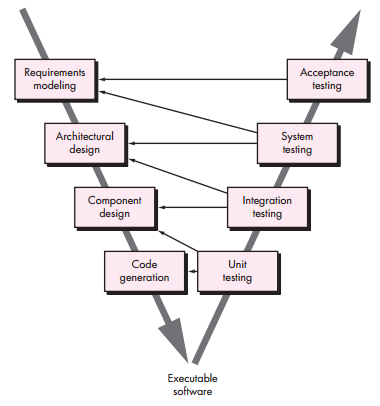 Requirements
modeling
Acceptance
testing
Architectural
design
System
testing
Component
design
Integration
testing
Code
generation
Unit
testing
Executable
software